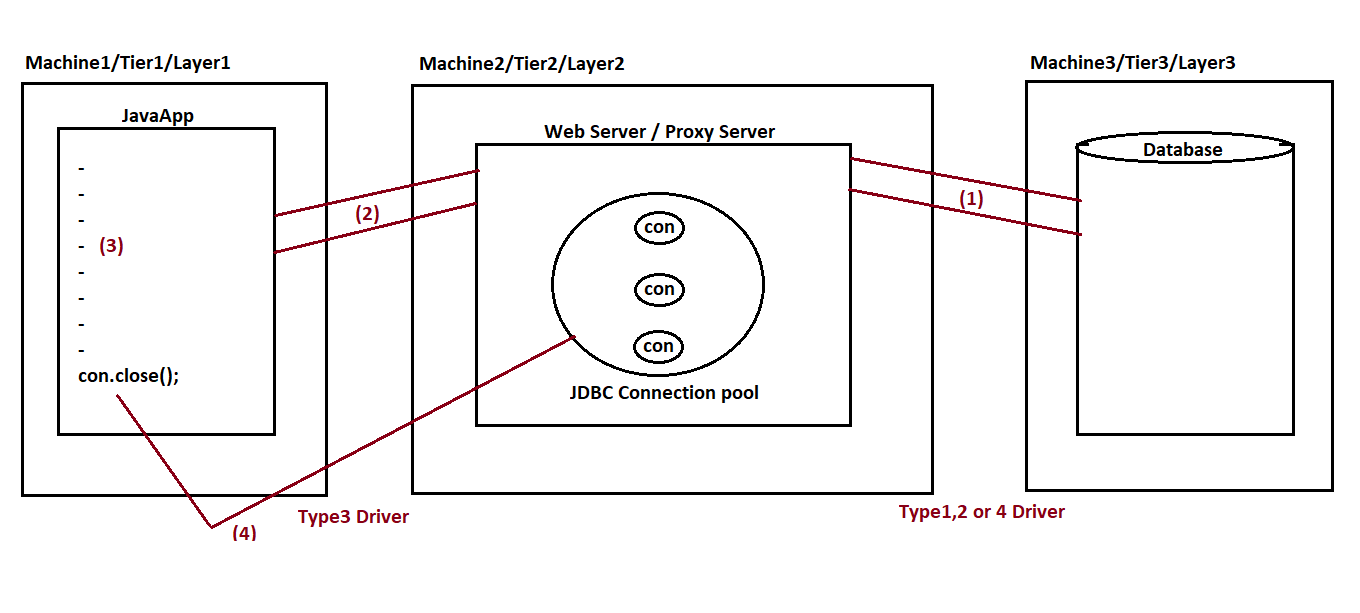 Machine1/Tier1/Layer1
JavaApp
-
-
-
- (3)
-
-
-
-
con.close();
(2)
(4)
Type3 Driver
Machine2/Tier2/Layer2
Web Server / Proxy Server
con
con
con
JDBC Connection pool
(1)
Type1,2 or 4 Driver
Machine3/Tier3/Layer3
Database